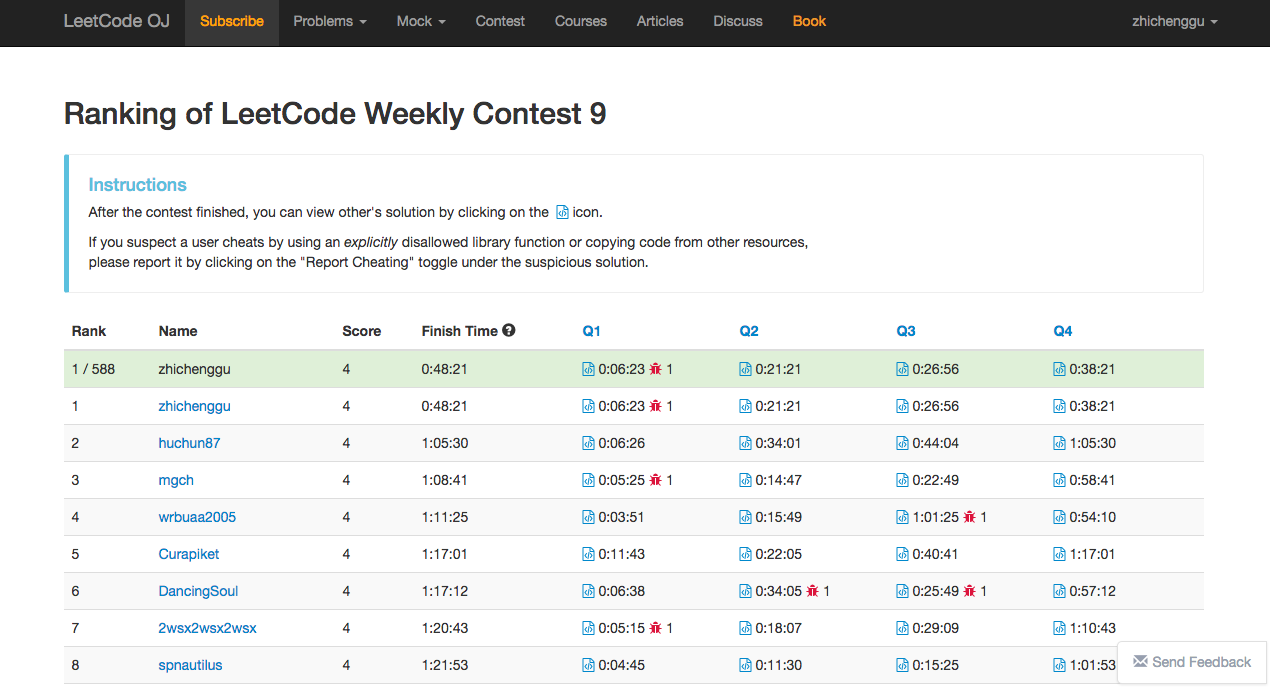 LeetCode OJ Subscribe Problems Mock Contest Courses Articles Discuss Book zhichenggu
Ranking of LeetCode Weekly Contest 9
Instructions
After the contest finished, you can view other's solution by clicking on the icon.
If you suspect a user cheats by using an explicitly disallowed library function or copying code from other resources,
please report it by clicking on the "Report Cheating" toggle under the suspicious solution.
Rank Name Score Finish Time Q1 Q2 Q3 Q4
1 / 588 zhichenggu 4 0:48:21 0:06:23 1 0:21:21 0:26:56 0:38:21
1 zhichenggu 4 0:48:21 0:06:23 1 0:21:21 0:26:56 0:38:21
2 huchun87 4 1:05:30 0:06:26 0:34:01 0:44:04 1:05:30
3 mgch 4 1:08:41 0:05:25 1 0:14:47 0:22:49 0:58:41
4 wrbuaa2005 4 1:11:25 0:03:51 0:15:49 1:01:25 1 0:54:10
5 Curapiket 4 1:17:01 0:11:43 0:22:05 0:40:41 1:17:01
6 DancingSoul 4 1:17:12 0:06:38 0:34:05 1 0:25:49 1 0:57:12
7 2wsx2wsx2wsx 4 1:20:43 0:05:15 1 0:18:07 0:29:09 1:10:43
8 spnautilus 4 1:21:53 0:04:45 0:11:30 0:15:25 1:01:53
Send Feedback